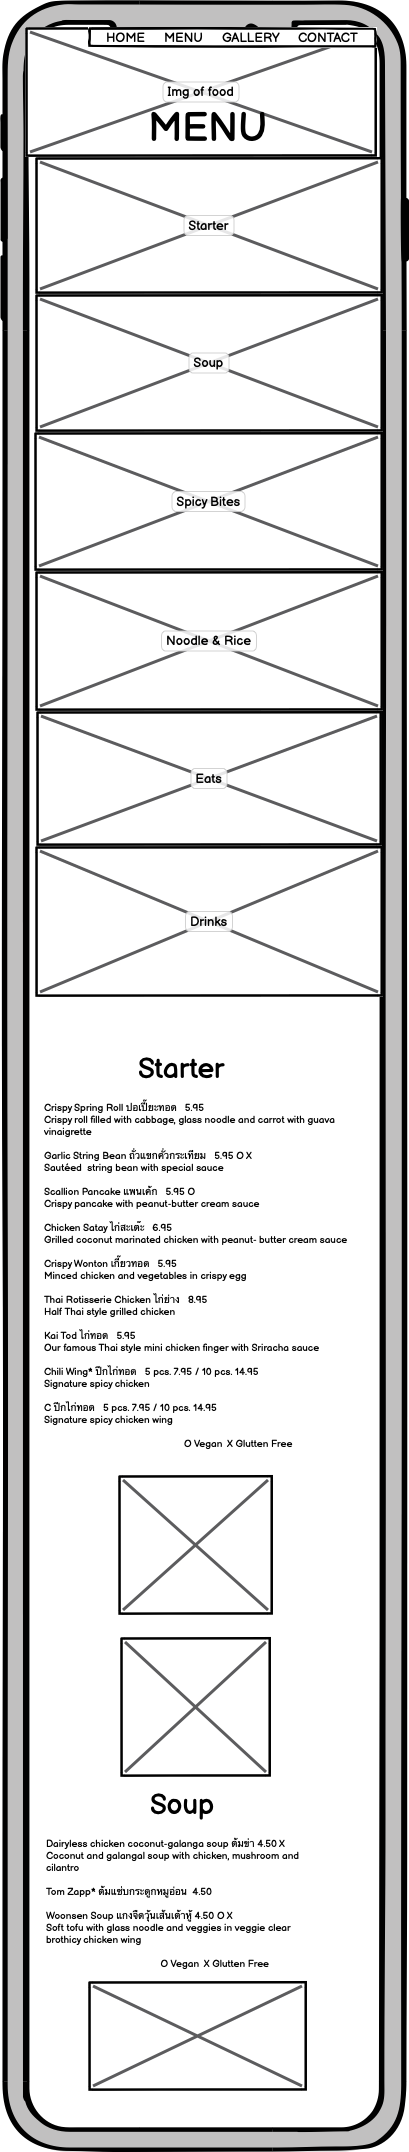 HOME MENU GALLERY CONTACT
Img of food
MENU
Starter
Soup
Spicy Bites
Noodle & Rice
Eats
Drinks
Starter
Crispy Spring Roll ปอเปี๊ยะทอด 5.95
Crispy roll filled with cabbage, glass noodle and carrot with guava
vinaigrette
Garlic String Bean ถั่วแขกคั่วกระเทียม 5.95 O X
Sautéed string bean with special sauce
Scallion Pancake แพนเค้ก 5.95 O
Crispy pancake with peanut-butter cream sauce
Chicken Satay ไก่สะเต๊ะ 6.95
Grilled coconut marinated chicken with peanut- butter cream sauce
Crispy Wonton เกี๊ยวทอด 5.95
Minced chicken and vegetables in crispy egg
Thai Rotisserie Chicken ไก่ย่าง 8.95
Half Thai style grilled chicken
Kai Tod ไก่ทอด 5.95
Our famous Thai style mini chicken finger with Sriracha sauce
Chili Wing* ปีกไก่ทอด 5 pcs. 7.95 / 10 pcs. 14.95
Signature spicy chicken
C ปีกไก่ทอด 5 pcs. 7.95 / 10 pcs. 14.95
Signature spicy chicken wing
O Vegan X Glutten Free
Soup
Dairyless chicken coconut-galanga soup ต้มข่า 4.50 X
Coconut and galangal soup with chicken, mushroom and
cilantro
Tom Zapp* ต้มแซ่บกระดูกหมูอ่อน 4.50
Woonsen Soup แกงจืดวุ้นเส้นเต้าหู้ 4.50 O X
Soft tofu with glass noodle and veggies in veggie clear
brothicy chicken wing
O Vegan X Glutten Free